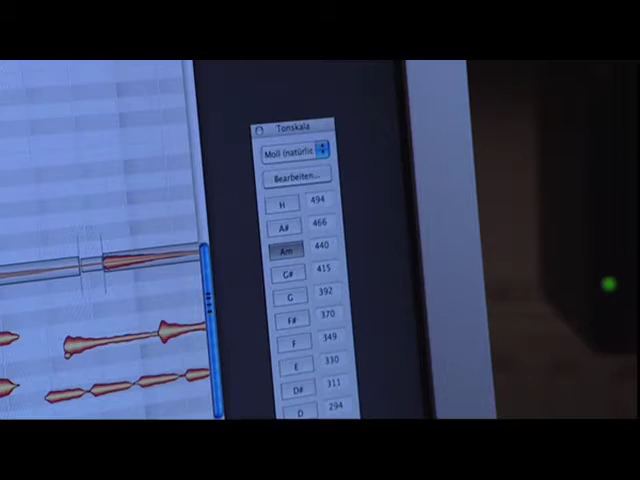 Tonskala
Moll (natürlic
Bearbeiten...
H 494
A# 466
Am 440
G# 415
G 392
F# 370
F 349
E 330
D# 311
D 294